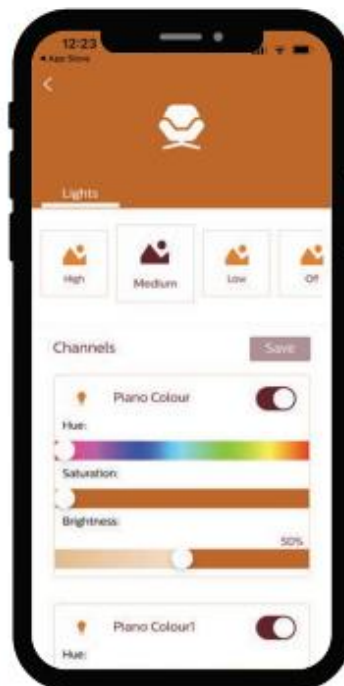 12:23
◀ App Store
Lights
High
Medium
Low
Off
Channels
Save
Piano Colour
Hue:
Saturation:
Brightness:
50%
Piano Colour1
Hue: